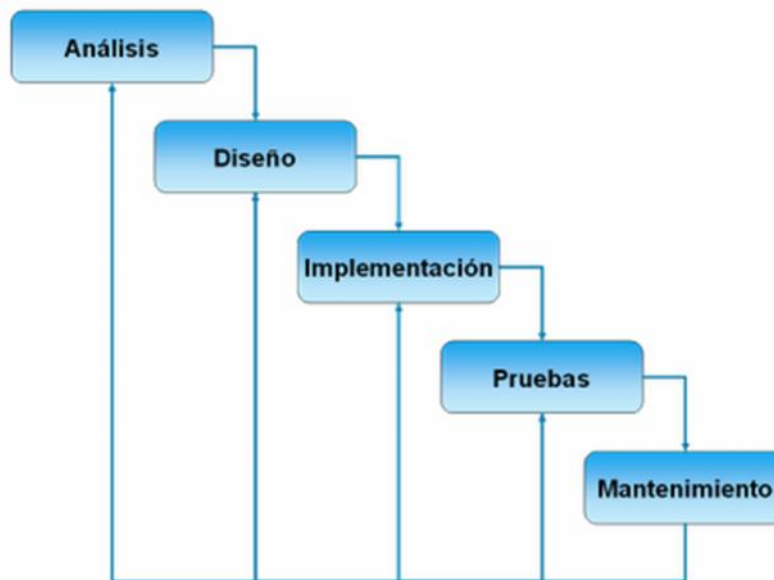 Análisis
Diseño
Implementación
Pruebas
Mantenimiento